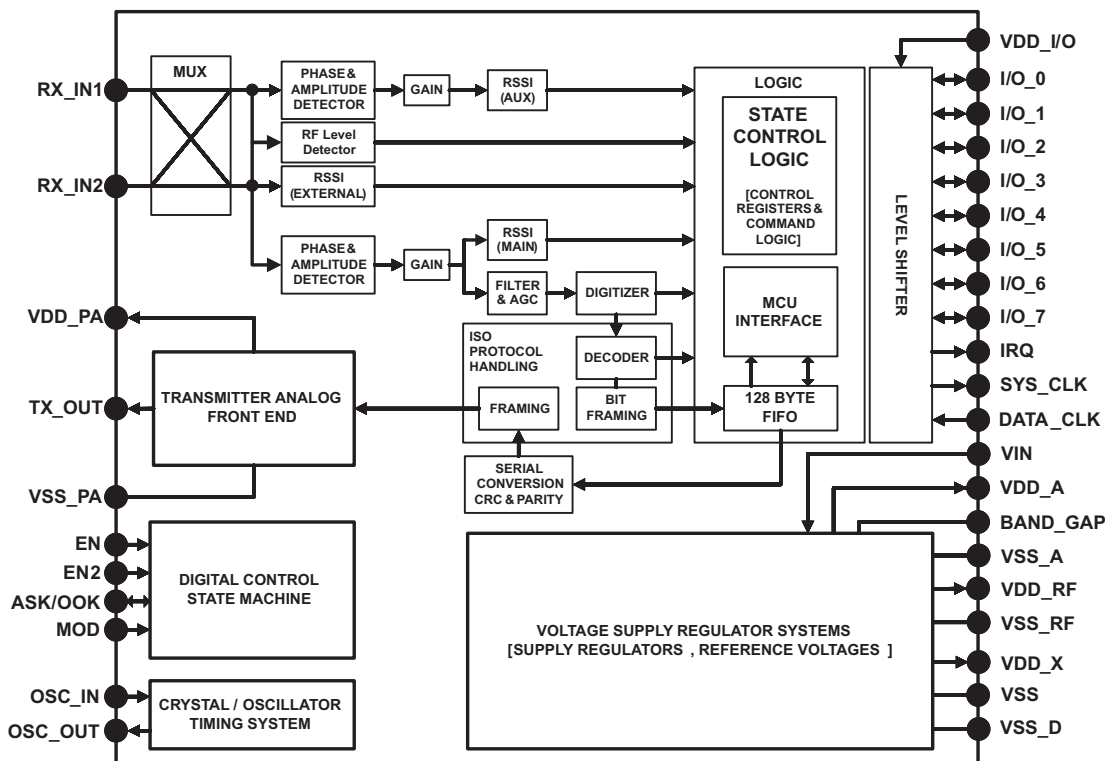 RX_IN1
RX_IN2
VDD_PA
TX_OUT
VSS_PA
EN
EN2
ASK/OOK
MOD
OSC_IN
OSC_OUT
MUX
PHASE &
AMPLITUDE
DETECTOR
GAIN
RSSI
(AUX)
RF Level
Detector
RSSI
(EXTERNAL)
PHASE &
AMPLITUDE
DETECTOR
GAIN
RSSI
(MAIN)
FILTER
& AGC
DIGITIZER
ISO
PROTOCOL
HANDLING
DECODER
FRAMING
BIT
FRAMING
SERIAL
CONVERSION
CRC & PARITY
TRANSMITTER ANALOG
FRONT END
DIGITAL CONTROL
STATE MACHINE
CRYSTAL / OSCILLATOR
TIMING SYSTEM
LOGIC
STATE
CONTROL
LOGIC
[CONTROL
REGISTERS &
COMMAND
LOGIC]
MCU
INTERFACE
128 BYTE
FIFO
LEVEL SHIFTER
VOLTAGE SUPPLY REGULATOR SYSTEMS
[SUPPLY REGULATORS , REFERENCE VOLTAGES ]
VDD_I/O
I/O_0
I/O_1
I/O_2
I/O_3
I/O_4
I/O_5
I/O_6
I/O_7
IRQ
SYS_CLK
DATA_CLK
VIN
VDD_A
BAND_GAP
VSS_A
VDD_RF
VSS_RF
VDD_X
VSS
VSS_D